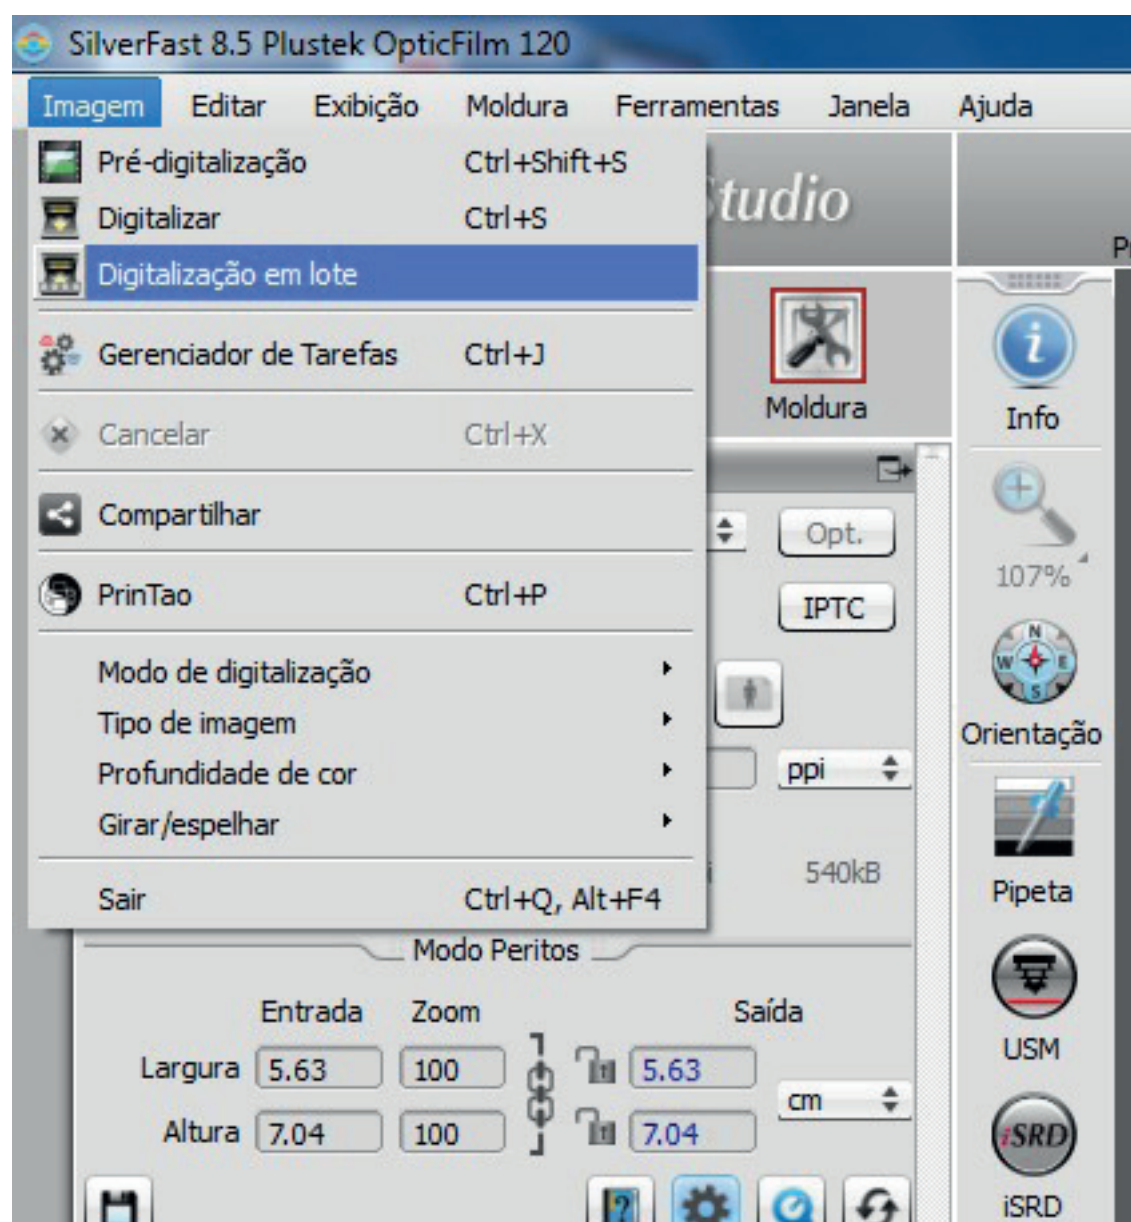 SilverFast 8.5 Plustek OpticFilm 120
Imagem Editar Exibição Moldura Ferramentas Janela Ajuda
Pré-digitalização Ctrl+Shift+S
Digitalizar Ctrl+S
Digitalização em lote
Gerenciador de Tarefas Ctrl+J
Cancelar Ctrl+X
Compartilhar
PrinTao Ctrl+P
Modo de digitalização
Tipo de imagem
Profundidade de cor
Girar/espelhar
Sair Ctrl+Q, Alt+F4
Moldura
Opt.
IPTC
ppi
540kB
Modo Peritos
Entrada Zoom Saída
Largura 5.63 100 5.63
cm
Altura 7.04 100 7.04
Info
107%
N
W E
S
Orientação
Pipeta
USM
iSRD
iSRD